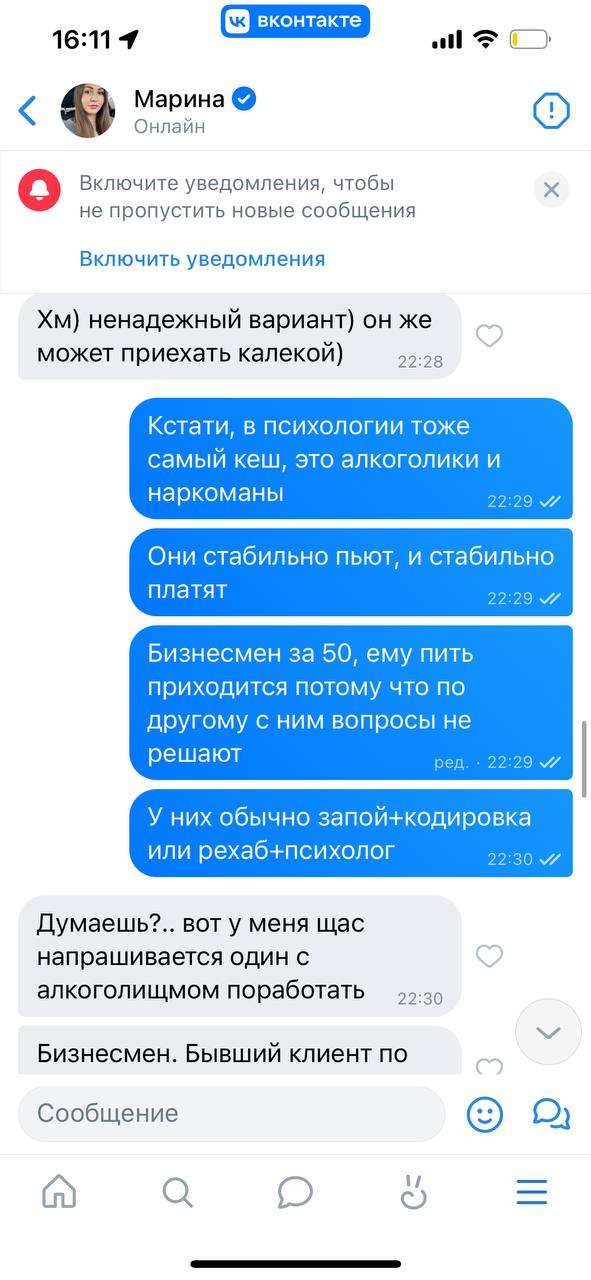 вконтакте
16:11
Марина
Онлайн
Включите уведомления, чтобы
не пропустить новые сообщения
Включить уведомления
Хм) ненадежный вариант) он же
может приехать калекой)
22:28
Кстати, в психологии тоже
самый кеш, это алкоголики и
наркоманы
22:29
Они стабильно пьют, и стабильно
платят
22:29
Бизнесмен за 50, ему пить
приходится потому что по
другому с ним вопросы не
решают
ред. · 22:29
У них обычно запой+кодировка
или рехаб+психолог
22:30
Думаешь?.. вот у меня щас
напрашивается один с
алкоголищмом поработать
22:30
Бизнесмен. Бывший клиент по
Сообщение